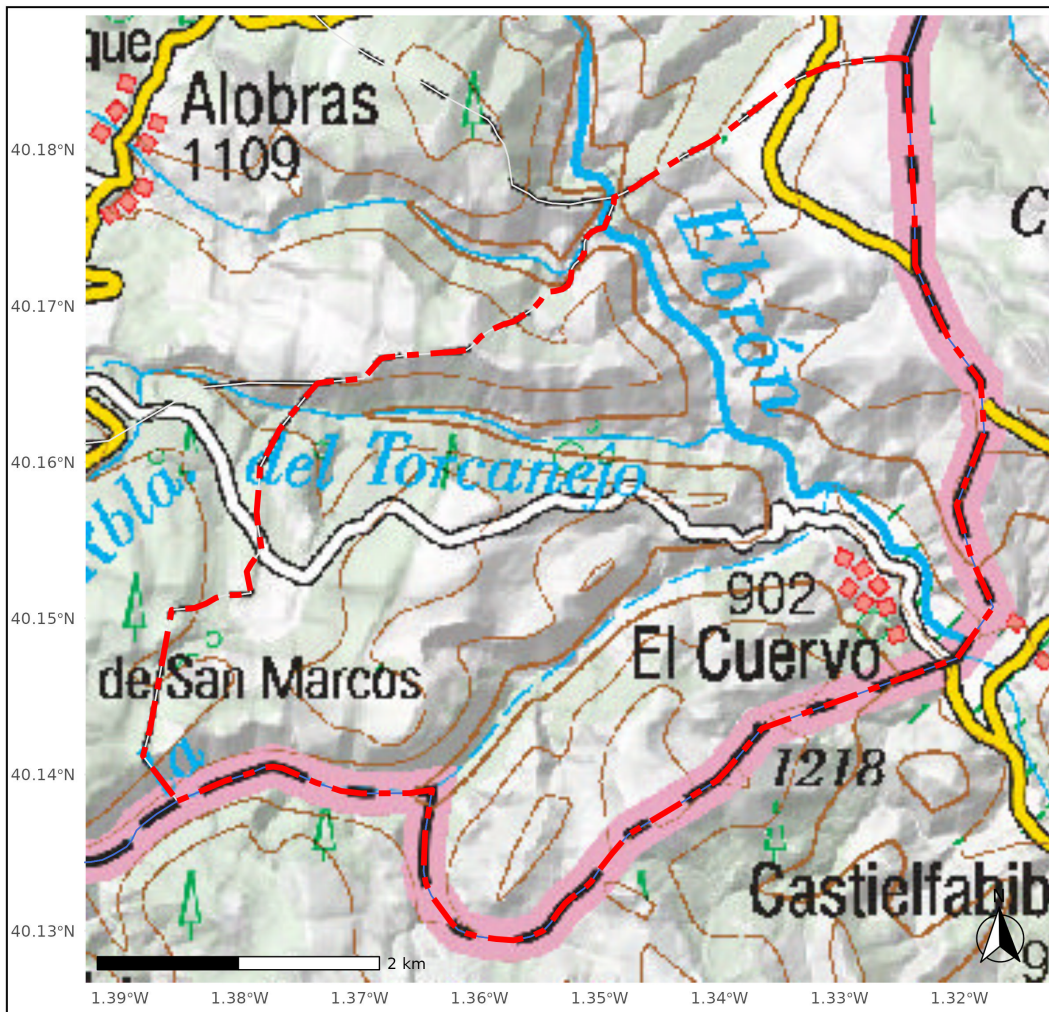 que
Alobras
1109
C
Ebrón
del Torcanejo
902
El Cuervo
de San Marcos
a
1218
Castielfabib
9
N
2 km
40.18°N
40.17°N
40.16°N
40.15°N
40.14°N
40.13°N
1.39°W
1.38°W
1.37°W
1.36°W
1.35°W
1.34°W
1.33°W
1.32°W